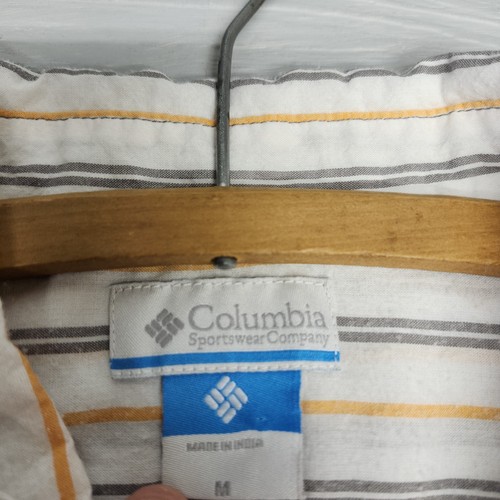 Columbia
Sportswear Company
MADE IN INDIA
M